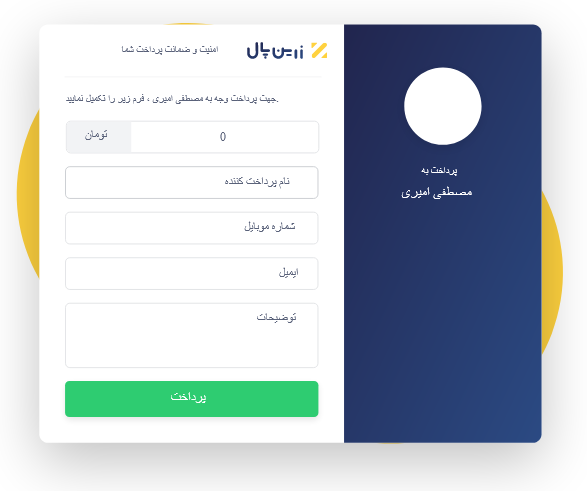 زرین پال
امنیت و ضمانت پرداخت شما
جهت پرداخت وجه به مصطفی امیری ، فرم زیر را تکمیل نمایید.
0
تومان
نام پرداخت کننده
شماره موبایل
ایمیل
توضیحات
پرداخت
پرداخت به
مصطفی امیری